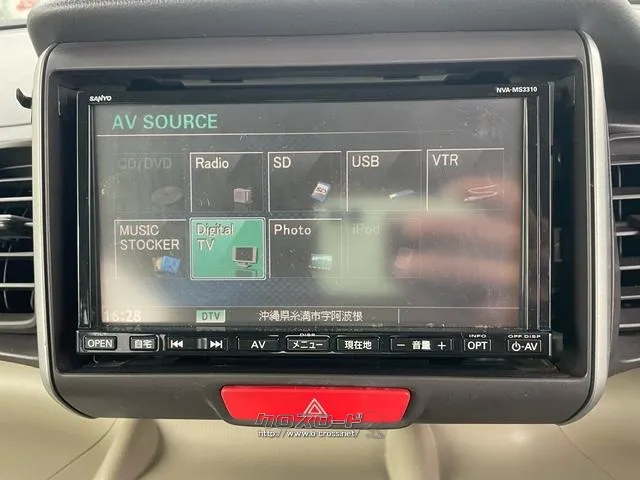 SANYO
NVA-MS3310
AV SOURCE
CD/DVD
Radio
SD
USB
VTR
MUSIC
STOCKER
Digital
TV
Photo
iPod
16:28
DTV
沖縄県糸満市字阿波根
OPEN
自宅
AV
DISP
メニュー
現在地
− 音量 +
INFO
OPT
OFF DISP
AV
クロスロード
http://www.o-cross.net/